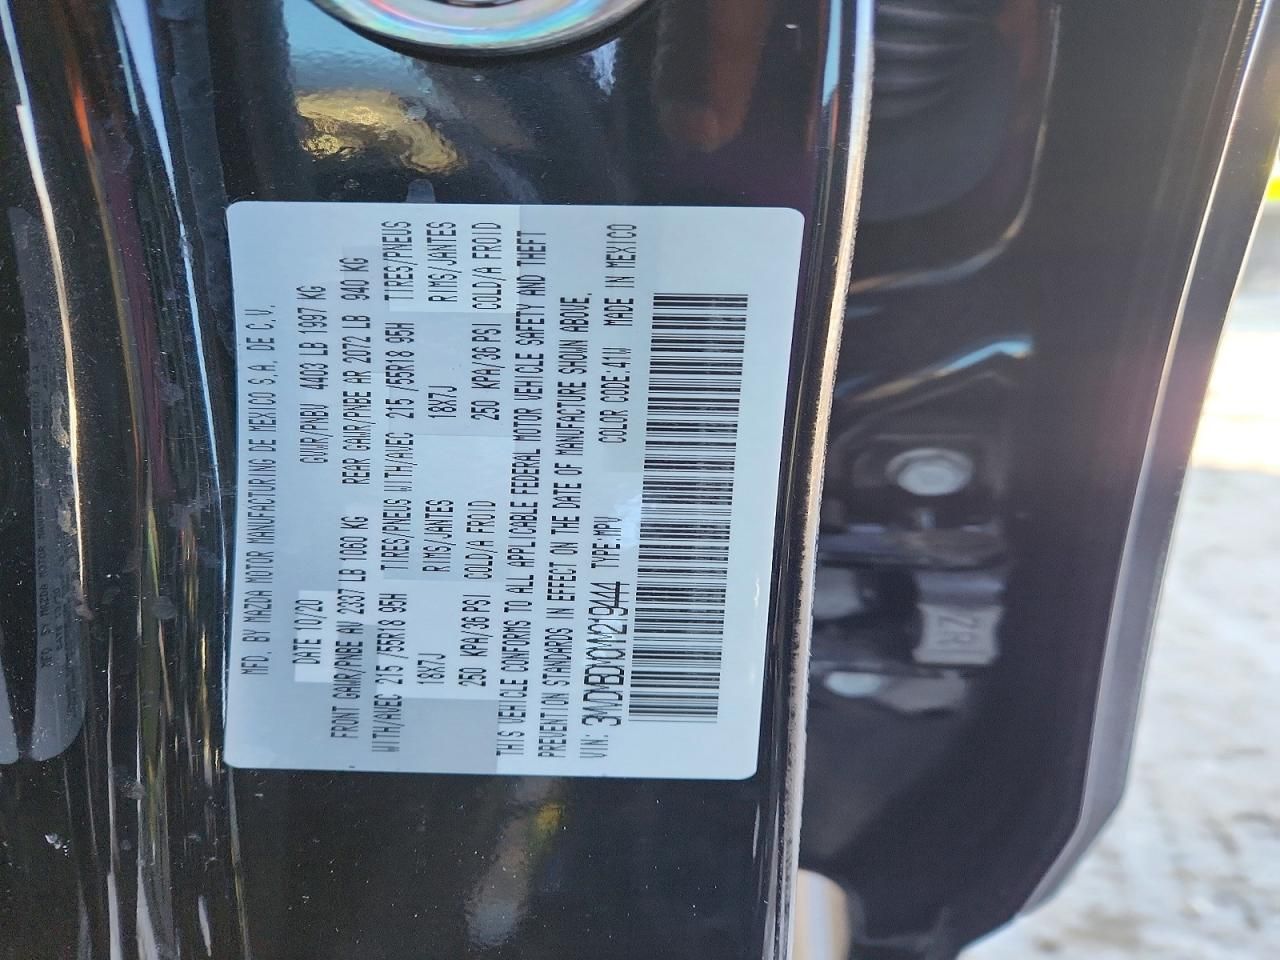 MFD. BY MAZDA MOTOR MANUFACTURING DE MEXICO S.A. DE C.V.
DATE 10/20 GVWR/PNBV 4403 LB 1997 KG
FRONT GAWR/PNBE AV 2337 LB 1060 KG REAR GAWR/PNBE AR 2072 LB 940 KG
WITH/AVEC 215 /55R18 95H TIRES/PNEUS WITH/AVEC 215 /55R18 95H TIRES/PNEUS
18X7J RIMS/JANTES 18X7J RIMS/JANTES
250 KPA/36 PSI COLD/A FROID 250 KPA/36 PSI COLD/A FROID
THIS VEHICLE CONFORMS TO ALL APPLICABLE FEDERAL MOTOR VEHICLE SAFETY AND THEFT
PREVENTION STANDARDS IN EFFECT ON THE DATE OF MANUFACTURE SHOWN ABOVE.
VIN: TYPE:MPV COLOR CODE:41W MADE IN MEXICO